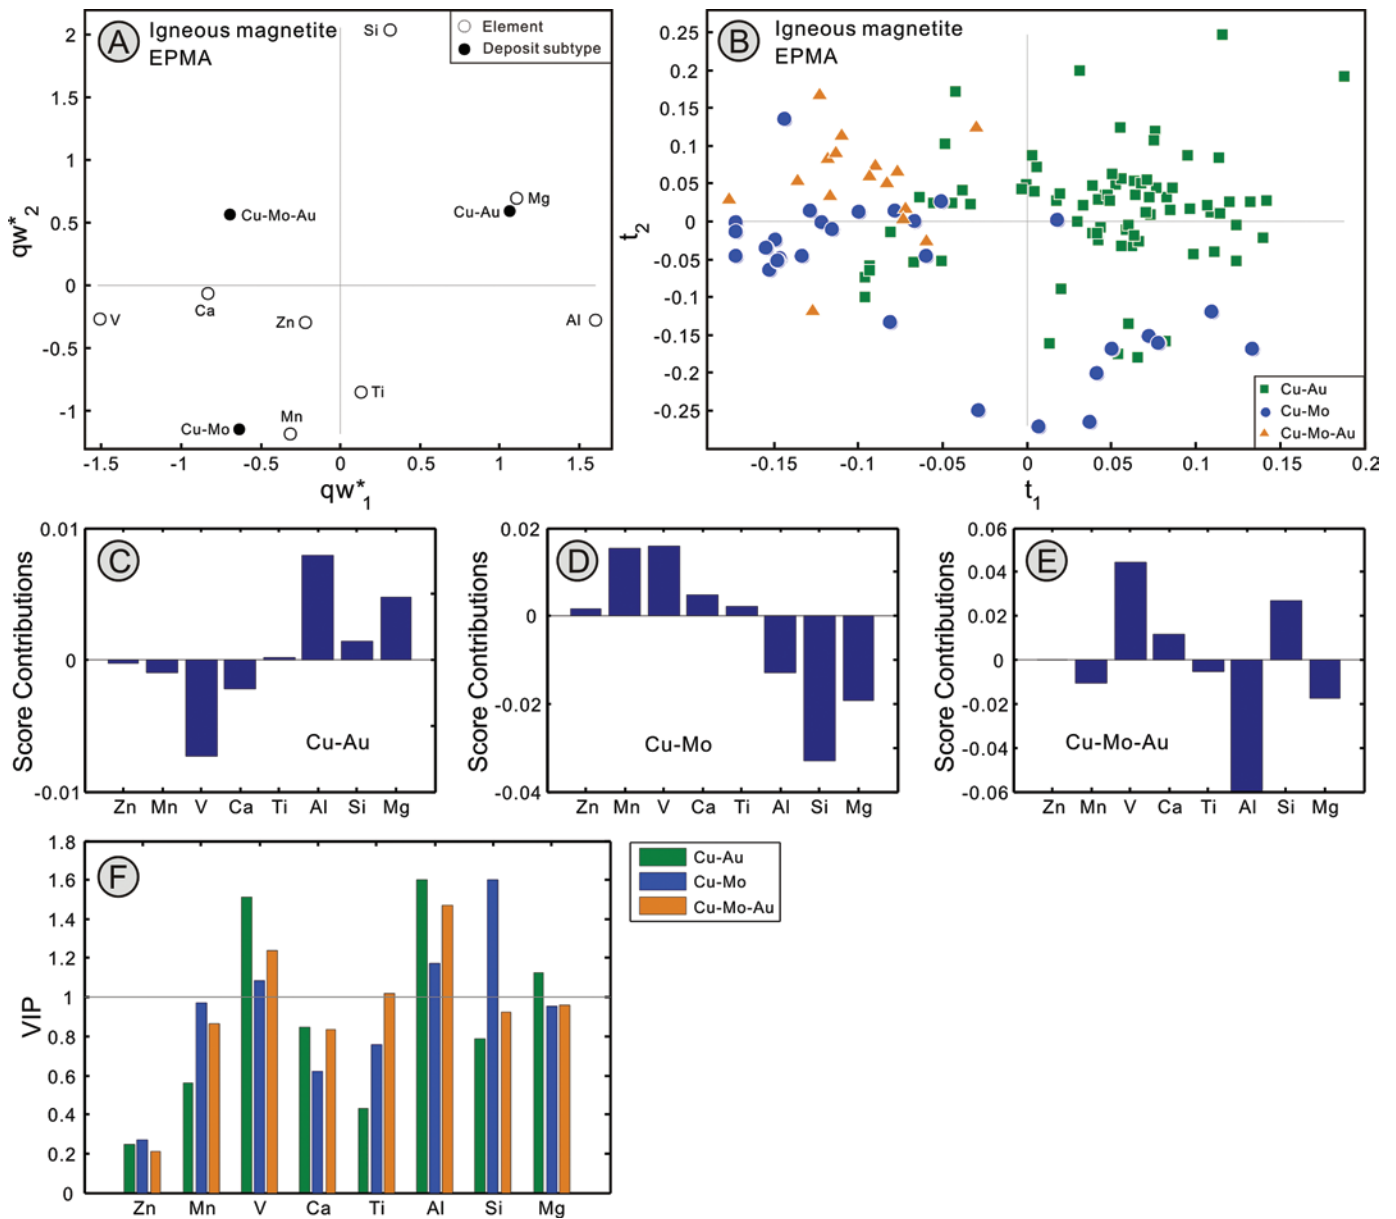 A
Igneous magnetite
EPMA
Element
Deposit subtype
2
1.5
1
0.5
0
-0.5
-1
qw*2
Si
Mg
Cu-Au
Cu-Mo-Au
V
Ca
Zn
Al
Ti
Mn
Cu-Mo
-1.5
-1
-0.5
0
0.5
1
1.5
qw*1
B
Igneous magnetite
EPMA
0.25
0.2
0.15
0.1
0.05
0
-0.05
-0.1
-0.15
-0.2
-0.25
t2
Cu-Au
Cu-Mo
Cu-Mo-Au
-0.15
-0.1
-0.05
0
0.05
0.1
0.15
0.2
t1
C
0.01
0
-0.01
Score Contributions
Cu-Au
Zn Mn V Ca Ti Al Si Mg
D
0.02
0
-0.02
-0.04
Score Contributions
Cu-Mo
Zn Mn V Ca Ti Al Si Mg
E
0.06
0.04
0.02
0
-0.02
-0.04
-0.06
Score Contributions
Cu-Mo-Au
Zn Mn V Ca Ti Al Si Mg
F
1.8
1.6
1.4
1.2
1
0.8
0.6
0.4
0.2
0
VIP
Zn Mn V Ca Ti Al Si Mg
Cu-Au
Cu-Mo
Cu-Mo-Au